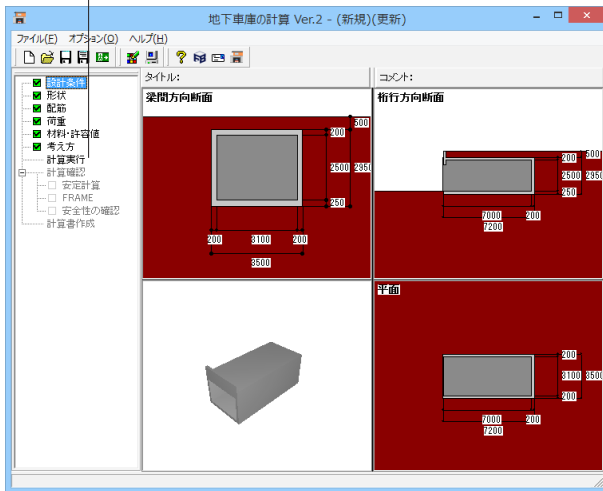 地下車庫の計算 Ver.2 - (新規)(更新)
ファイル(F) オプション(O) ヘルプ(H)
設計条件
形状
配筋
荷重
材料・許容値
考え方
計算実行
計算確認
安定計算
FRAME
安全性の確認
計算書作成
タイトル:
コメント:
梁間方向断面
500
200
2500 2950
250
200 3100 200
3500
桁行方向断面
500
200
2500 2950
250
7000 200
7200
平面
200
3100 3500
200
7000 200
7200